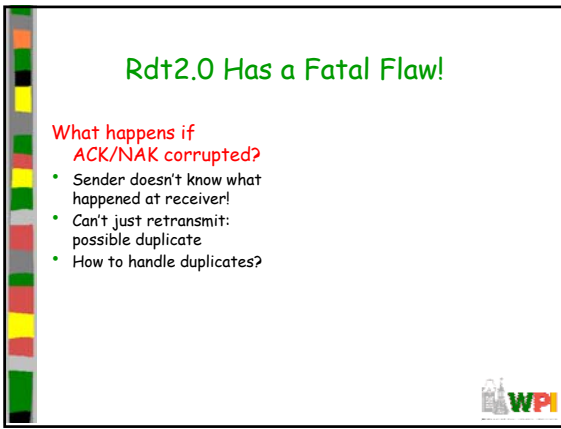 Rdt2.0 Has a Fatal Flaw!
What happens if
ACK/NAK corrupted?
• Sender doesn't know what
happened at receiver!
• Can't just retransmit:
possible duplicate
• How to handle duplicates?
WPI